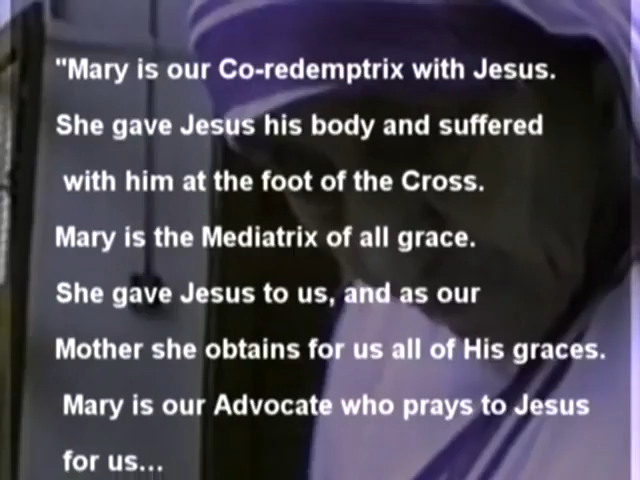 "Mary is our Co-redemptrix with Jesus.
She gave Jesus his body and suffered
with him at the foot of the Cross.
Mary is the Mediatrix of all grace.
She gave Jesus to us, and as our
Mother she obtains for us all of His graces.
Mary is our Advocate who prays to Jesus
for us...